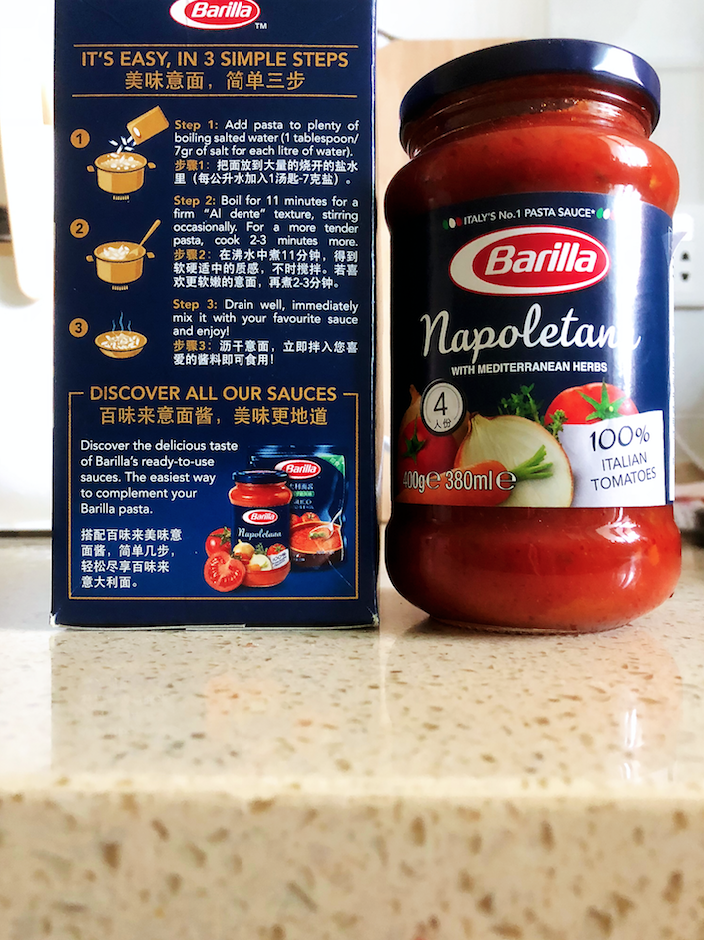 Barilla
TM
IT'S EASY, IN 3 SIMPLE STEPS
美味意面，简单三步
1
Step 1: Add pasta to plenty of
boiling salted water (1 tablespoon/
7gr of salt for each litre of water).
步骤1：把面放到大量的烧开的盐水
里（每公升水加入1汤匙-7克盐）。
2
Step 2: Boil for 11 minutes for a
firm "Al dente" texture, stirring
occasionally. For a more tender
pasta, cook 2-3 minutes more.
步骤2：在沸水中煮11分钟，得到
软硬适中的质感，不时搅拌。若喜
欢更软嫩的意面，再煮2-3分钟。
3
Step 3: Drain well, immediately
mix it with your favourite sauce
and enjoy!
步骤3：沥干意面，立即拌入您喜
爱的酱料即可食用！
DISCOVER ALL OUR SAUCES
百味来意面酱，美味更地道
Discover the delicious taste
of Barilla's ready-to-use
sauces. The easiest way
to complement your
Barilla pasta.
搭配百味来美味意
面酱，简单几步，
轻松尽享百味来
意大利面。
Barilla
Barilla
Napoletana
ITALY'S No.1 PASTA SAUCE*
Barilla
Napoletana
WITH MEDITERRANEAN HERBS
4
人份
100%
ITALIAN
TOMATOES
400g℮ 380ml℮